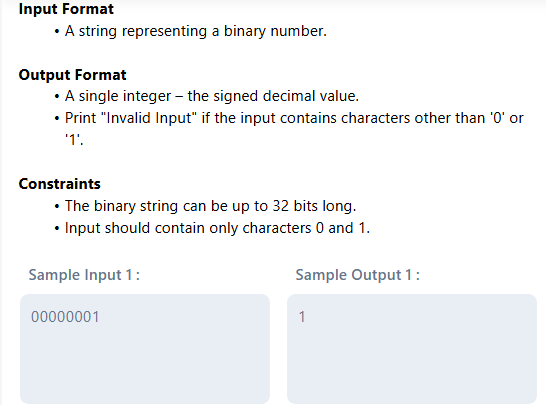 Input Format
• A string representing a binary number.
Output Format
• A single integer – the signed decimal value.
• Print "Invalid Input" if the input contains characters other than '0' or
'1'.
Constraints
• The binary string can be up to 32 bits long.
• Input should contain only characters 0 and 1.
Sample Input 1 :
Sample Output 1 :
00000001
1